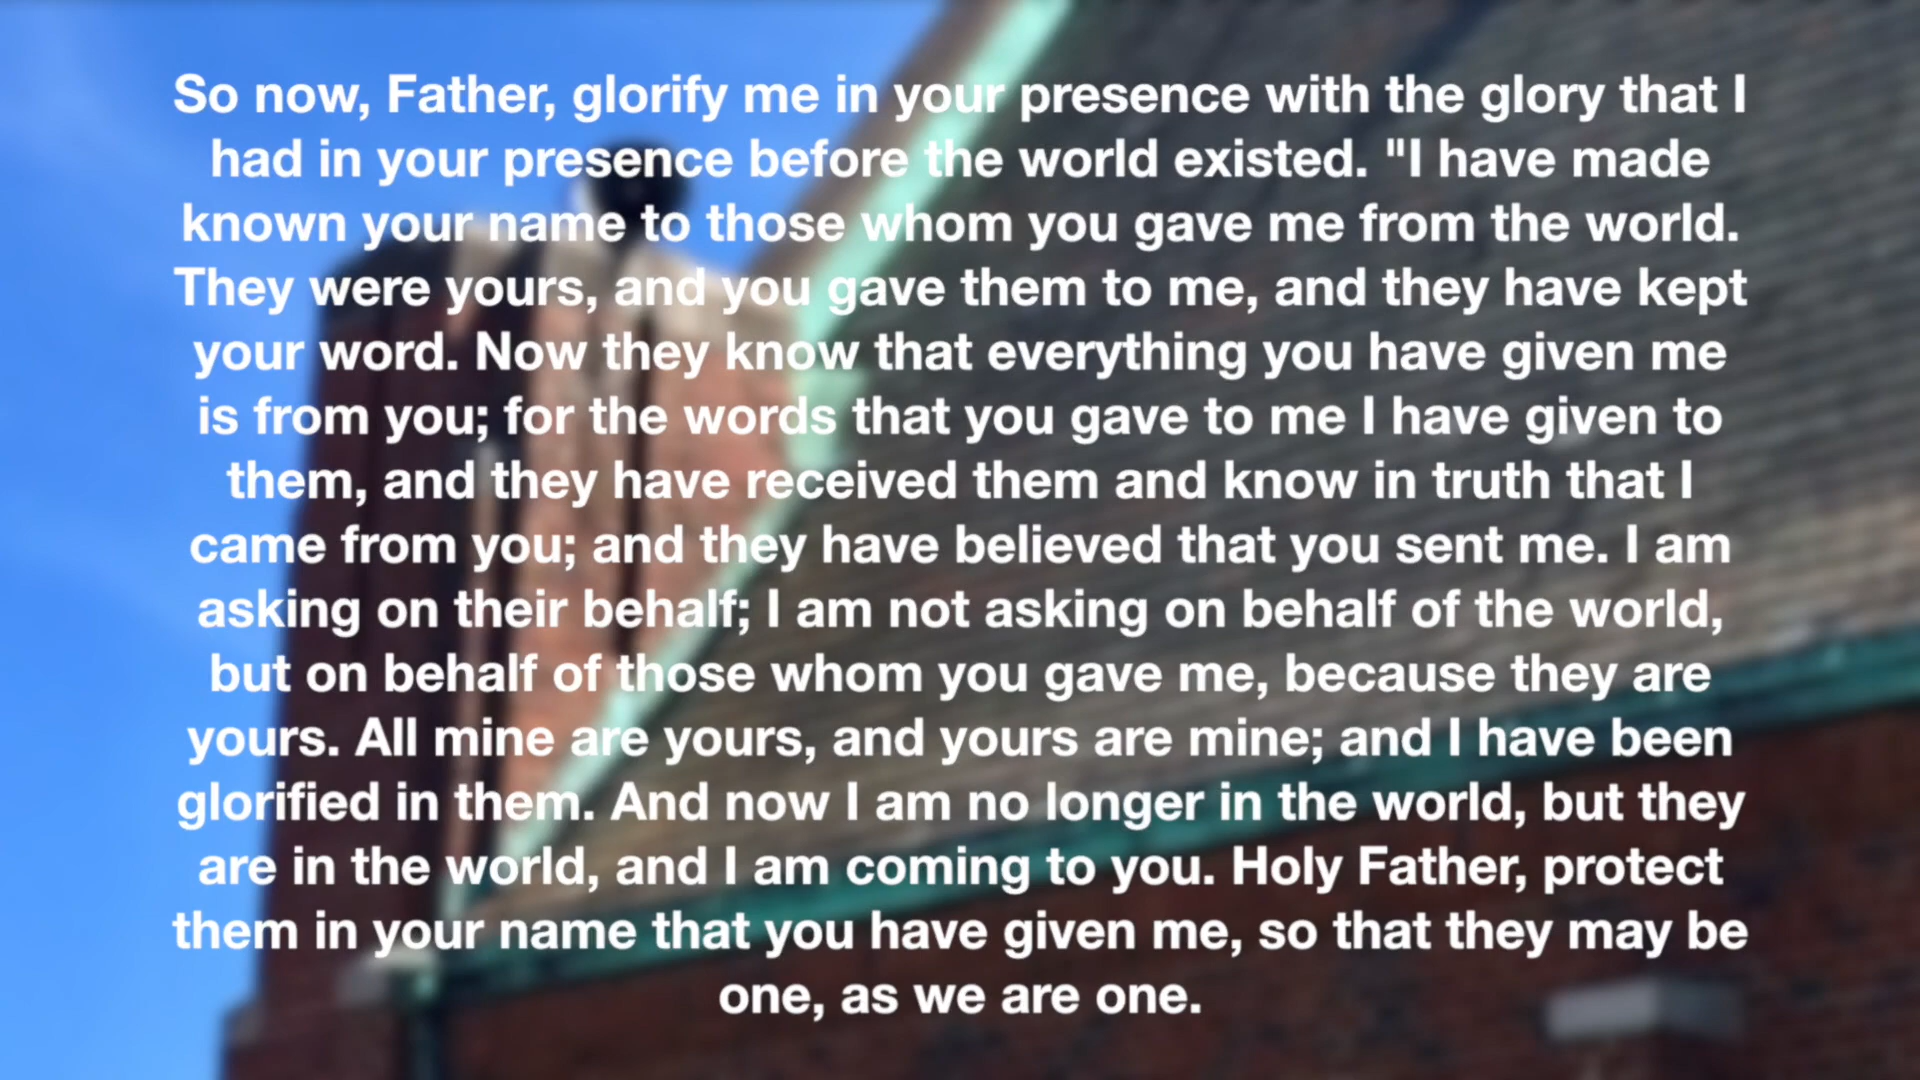 So now, Father, glorify me in your presence with the glory that I
had in your presence before the world existed. "I have made
known your name to those whom you gave me from the world.
They were yours, and you gave them to me, and they have kept
your word. Now they know that everything you have given me
is from you; for the words that you gave to me I have given to
them, and they have received them and know in truth that I
came from you; and they have believed that you sent me. I am
asking on their behalf; I am not asking on behalf of the world,
but on behalf of those whom you gave me, because they are
yours. All mine are yours, and yours are mine; and I have been
glorified in them. And now I am no longer in the world, but they
are in the world, and I am coming to you. Holy Father, protect
them in your name that you have given me, so that they may be
one, as we are one.